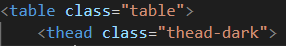 <table class="table">
<thead class="thead-dark">